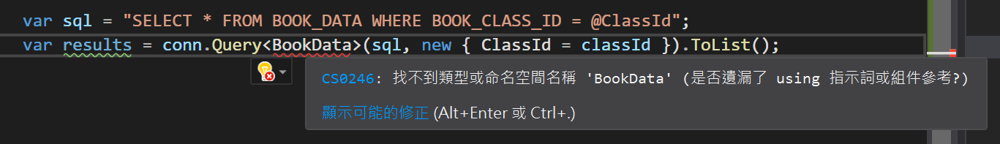 var sql = "SELECT * FROM BOOK_DATA WHERE BOOK_CLASS_ID = @ClassId";
var results = conn.Query<BookData>(sql, new { ClassId = classId }).ToList();
CS0246: 找不到類型或命名空間名稱 'BookData' (是否遺漏了 using 指示詞或組件參考?)
顯示可能的修正 (Alt+Enter 或 Ctrl+.)